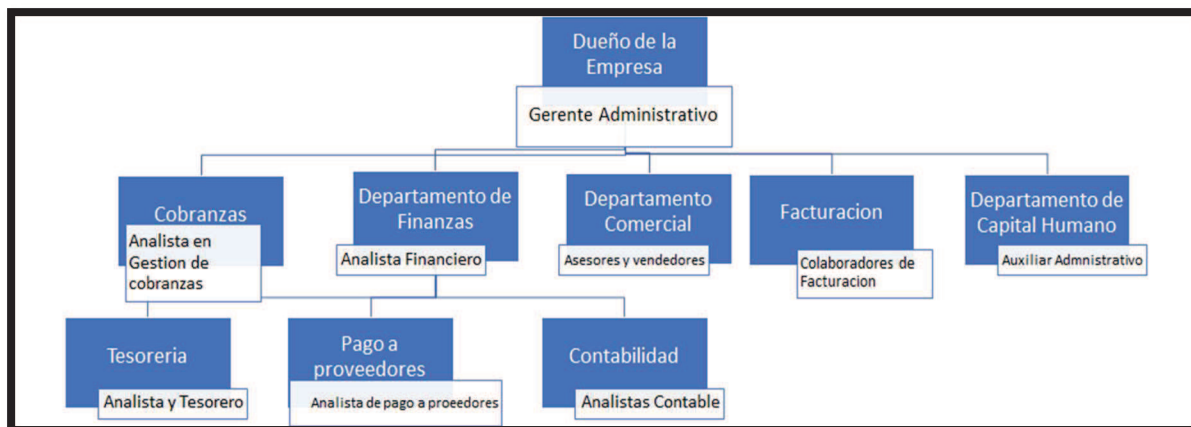 Dueño de la
Empresa
Gerente Administrativo
Cobranzas
Analista en
Gestion de
cobranzas
Departamento de
Finanzas
Analista Financiero
Departamento
Comercial
Asesores y vendedores
Facturacion
Colaboradores de
Facturacion
Departamento de
Capital Humano
Auxiliar Admnistrativo
Tesoreria
Analista y Tesorero
Pago a
proveedores
Analista de pago a proeedores
Contabilidad
Analistas Contable